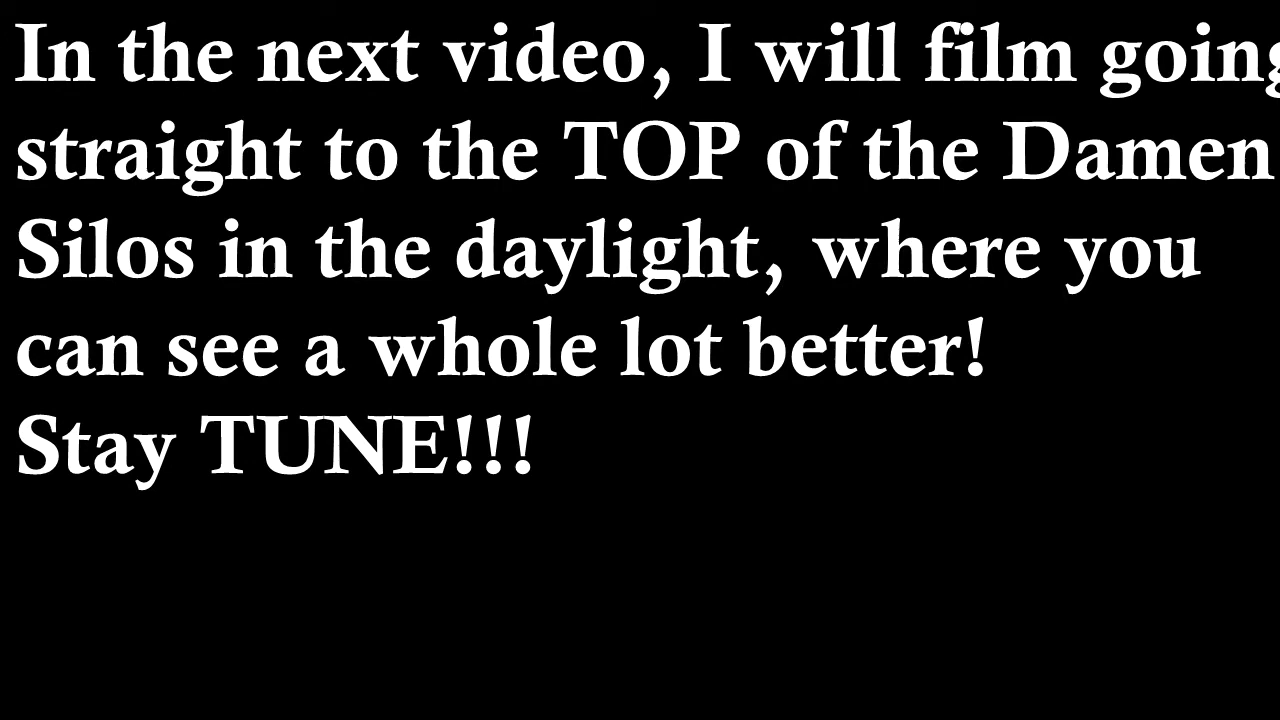 In the next video, I will film going
straight to the TOP of the Damen
Silos in the daylight, where you
can see a whole lot better!
Stay TUNE!!!